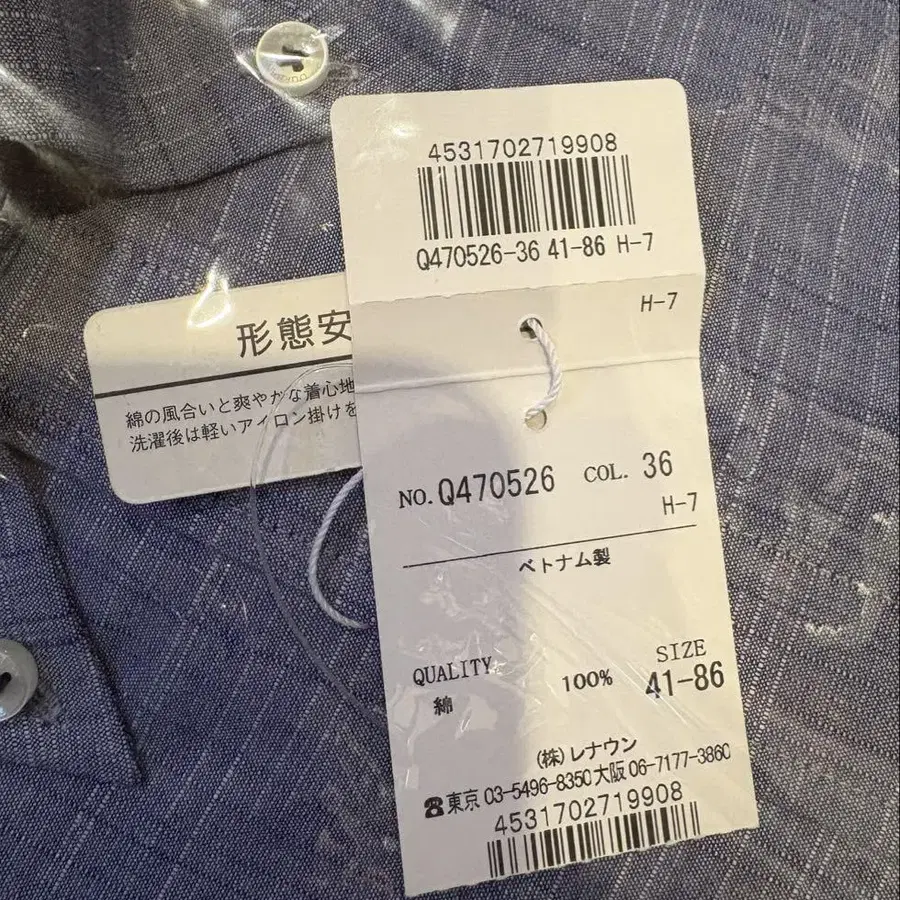 4531702719908
Q470526-36 41-86 H-7
H-7
形態安
綿の風合いと爽やかな着心地
洗濯後は軽いアイロン掛けを
NO. Q470526 COL. 36
H-7
ベトナム製
QUALITY
綿 100%
SIZE
41-86
(株)レナウン
☎東京 03-5496-8350 大阪 06-7177-3860
4531702719908